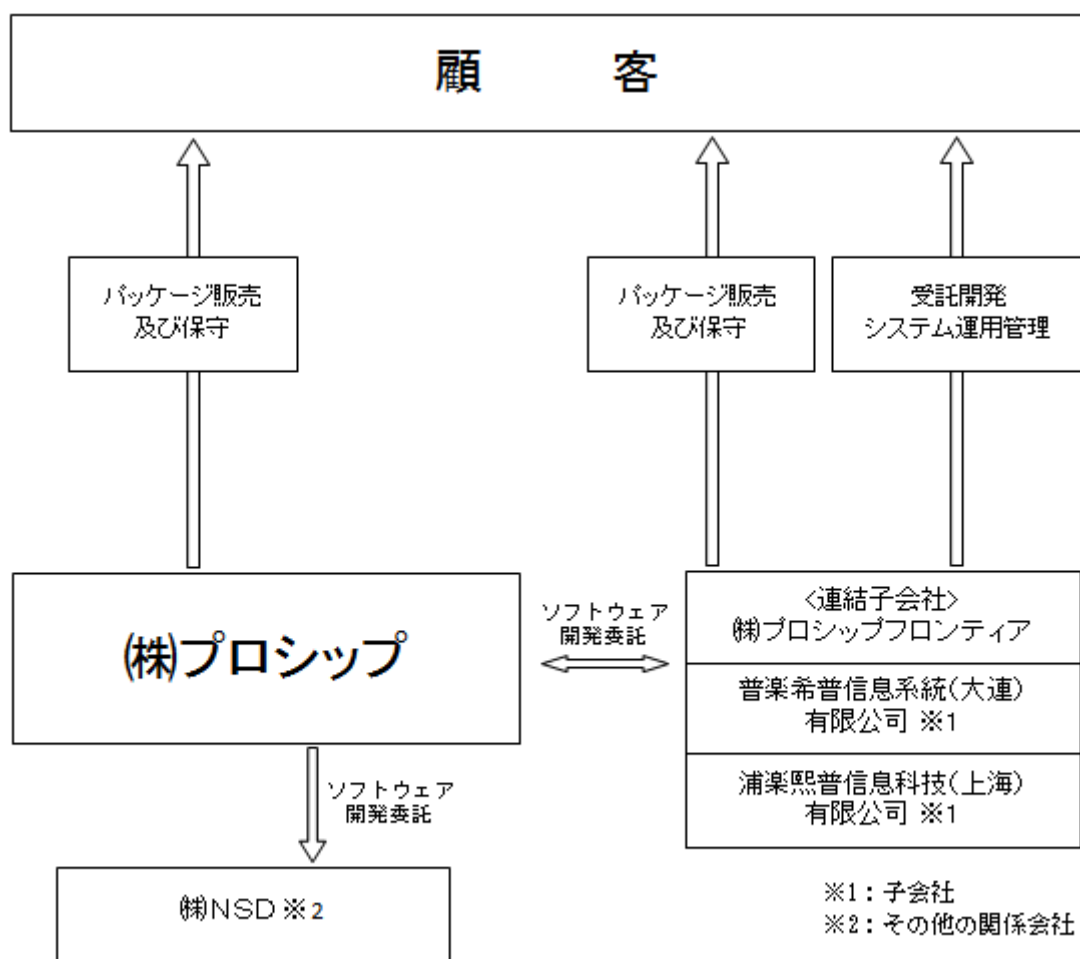 顧 客
パッケージ販売
及び保守
パッケージ販売
及び保守
受託開発
システム運用管理
㈱プロシップ
ソフトウェア
開発委託
<連結子会社>
㈱プロシップフロンティア
普楽希普信息系統(大連)
有限公司 ※1
浦楽熙普信息科技(上海)
有限公司 ※1
ソフトウェア
開発委託
㈱NSD※2
※1：子会社
※2：その他の関係会社